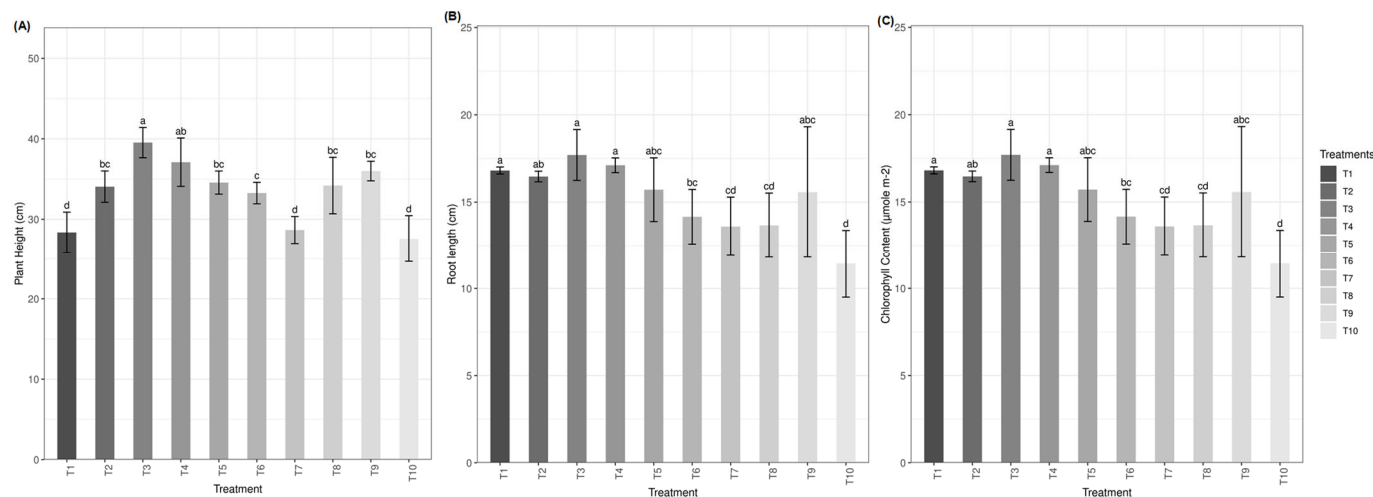 (A)
Plant Height (cm)
50
40
30
20
10
0
d
bc
a
ab
bc
c
d
bc
bc
d
T1
T2
T3
T4
T5
T6
T7
T8
T9
T10
Treatment
(B)
Root length (cm)
25
20
15
10
5
0
a
ab
a
a
abc
bc
cd
cd
abc
d
T1
T2
T3
T4
T5
T6
T7
T8
T9
T10
Treatment
(C)
Chlorophyll Content (µmole m-2)
25
20
15
10
5
0
a
ab
a
a
abc
bc
cd
cd
abc
d
T1
T2
T3
T4
T5
T6
T7
T8
T9
T10
Treatment
Treatments
T1
T2
T3
T4
T5
T6
T7
T8
T9
T10